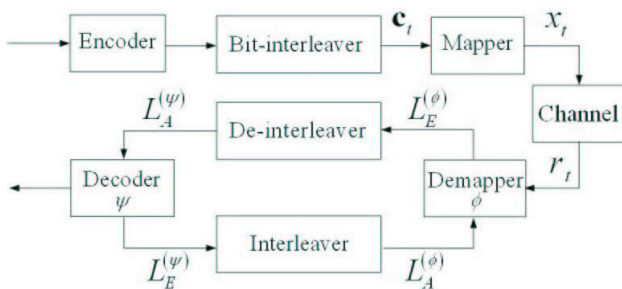 Encoder
Bit-interleaver
c_t
Mapper
x_t
Channel
r_t
L_A^(ψ)
De-interleaver
L_E^(φ)
Decoder
ψ
Demapper
φ
Interleaver
L_E^(ψ)
L_A^(φ)